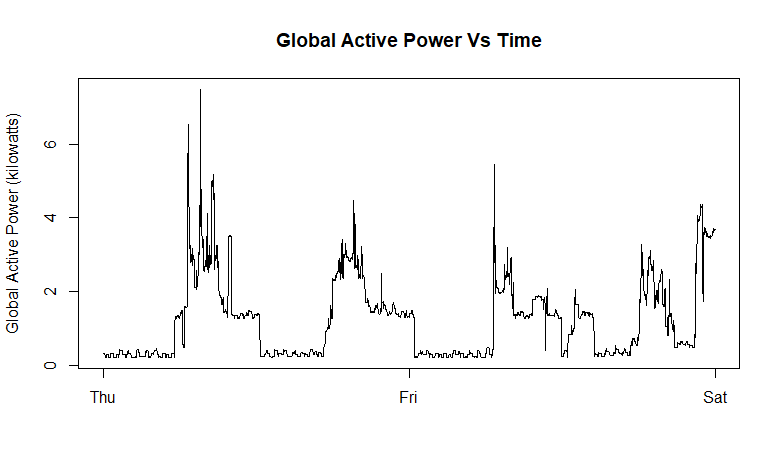 Global Active Power Vs Time
Global Active Power (kilowatts)
6
4
2
0
Thu
Fri
Sat